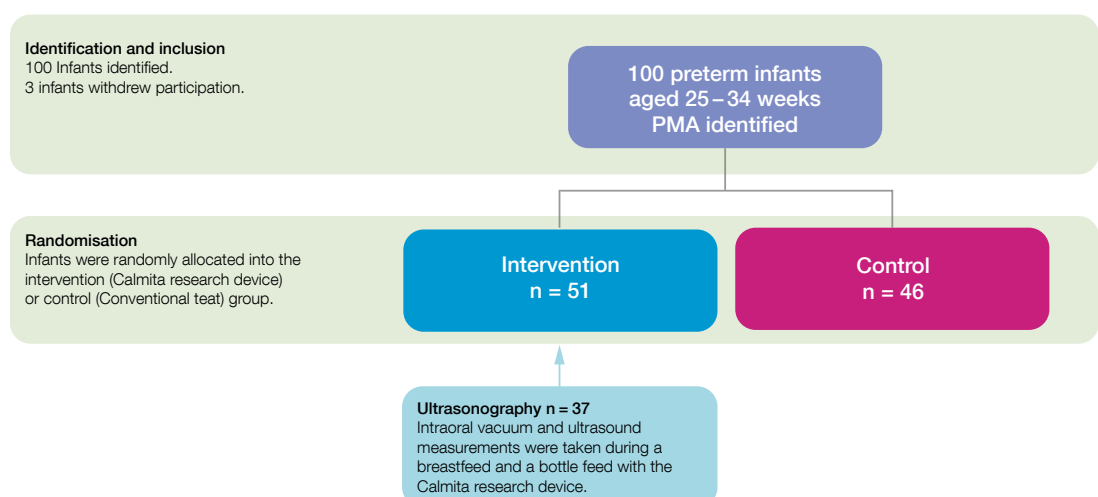 Identification and inclusion
100 Infants identified.
3 infants withdrew participation.
100 preterm infants
aged 25–34 weeks
PMA identified
Randomisation
Infants were randomly allocated into the
intervention (Calmita research device)
or control (Conventional teat) group.
Intervention
n = 51
Control
n = 46
Ultrasonography n = 37
Intraoral vacuum and ultrasound
measurements were taken during a
breastfeed and a bottle feed with the
Calmita research device.